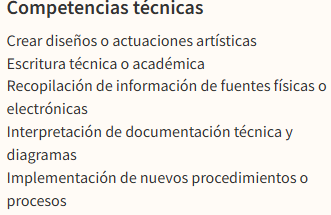 Competencias técnicas
Crear diseños o actuaciones artísticas
Escritura técnica o académica
Recopilación de información de fuentes físicas o
electrónicas
Interpretación de documentación técnica y
diagramas
Implementación de nuevos procedimientos o
procesos